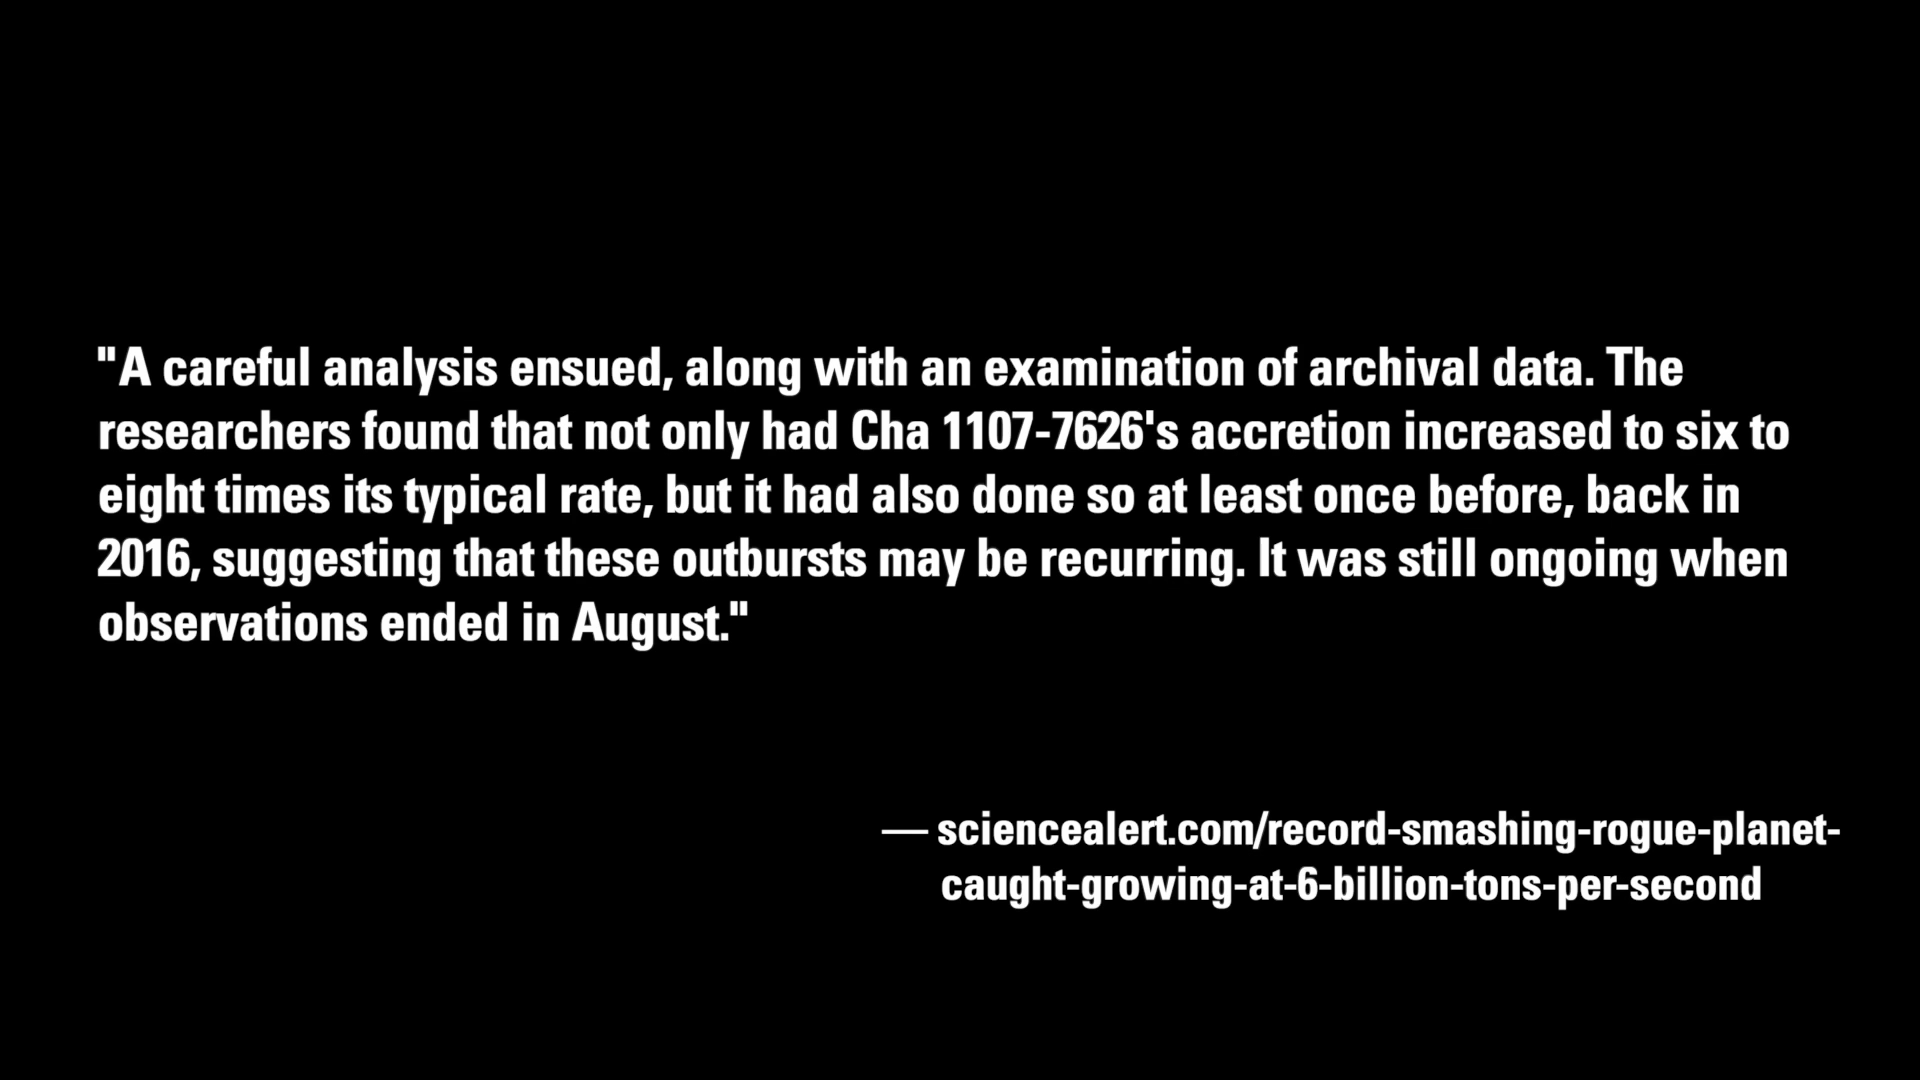 "A careful analysis ensued, along with an examination of archival data. The
researchers found that not only had Cha 1107-7626's accretion increased to six to
eight times its typical rate, but it had also done so at least once before, back in
2016, suggesting that these outbursts may be recurring. It was still ongoing when
observations ended in August."
— sciencealert.com/record-smashing-rogue-planet-
caught-growing-at-6-billion-tons-per-second